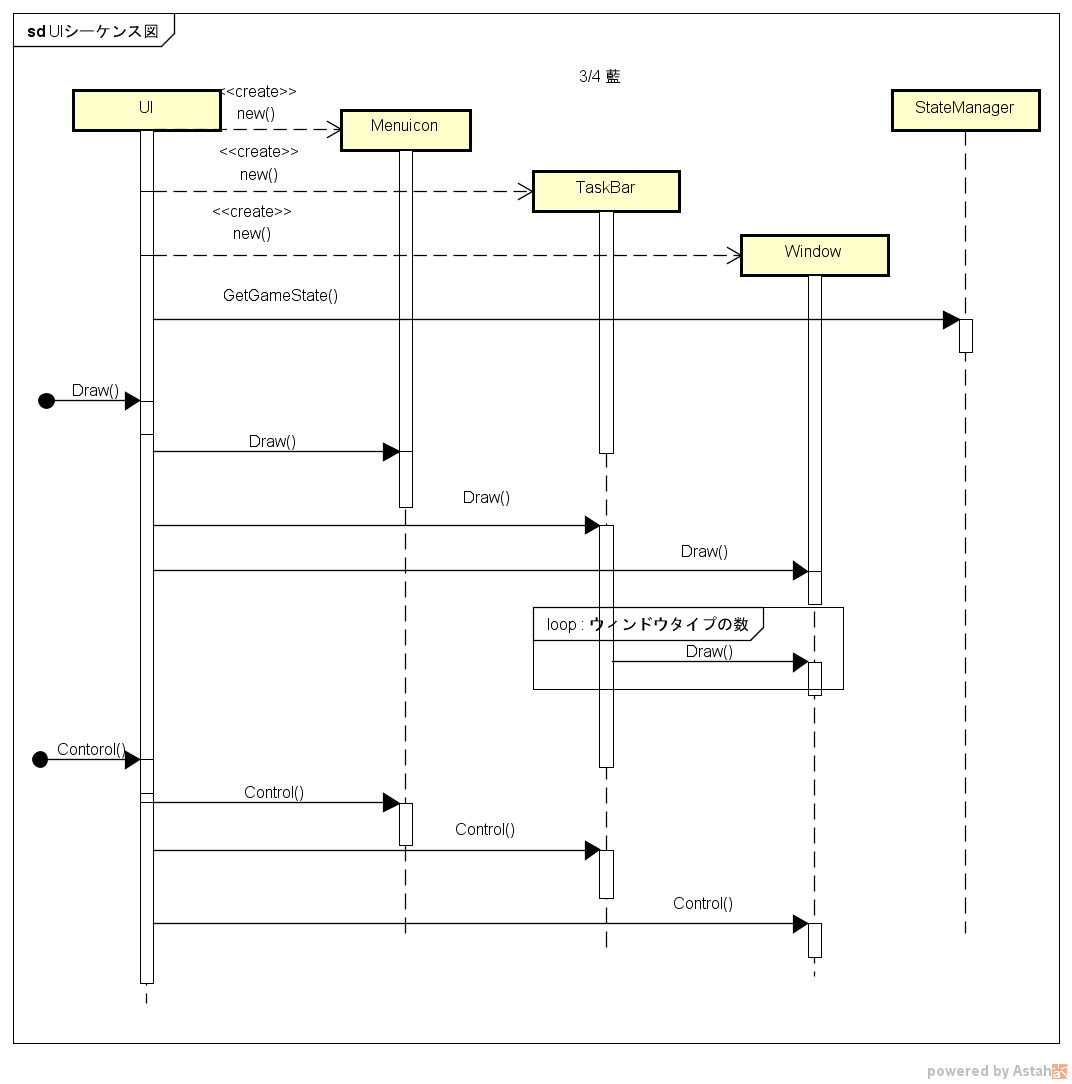 sd UIシーケンス図
3/4 藍
UI
<<create>>
new()
Menuicon
StateManager
<<create>>
new()
TaskBar
<<create>>
new()
Window
GetGameState()
Draw()
Draw()
Draw()
Draw()
loop : ウィンドウタイプの数
Draw()
Contorol()
Control()
Control()
Control()
powered by Astah